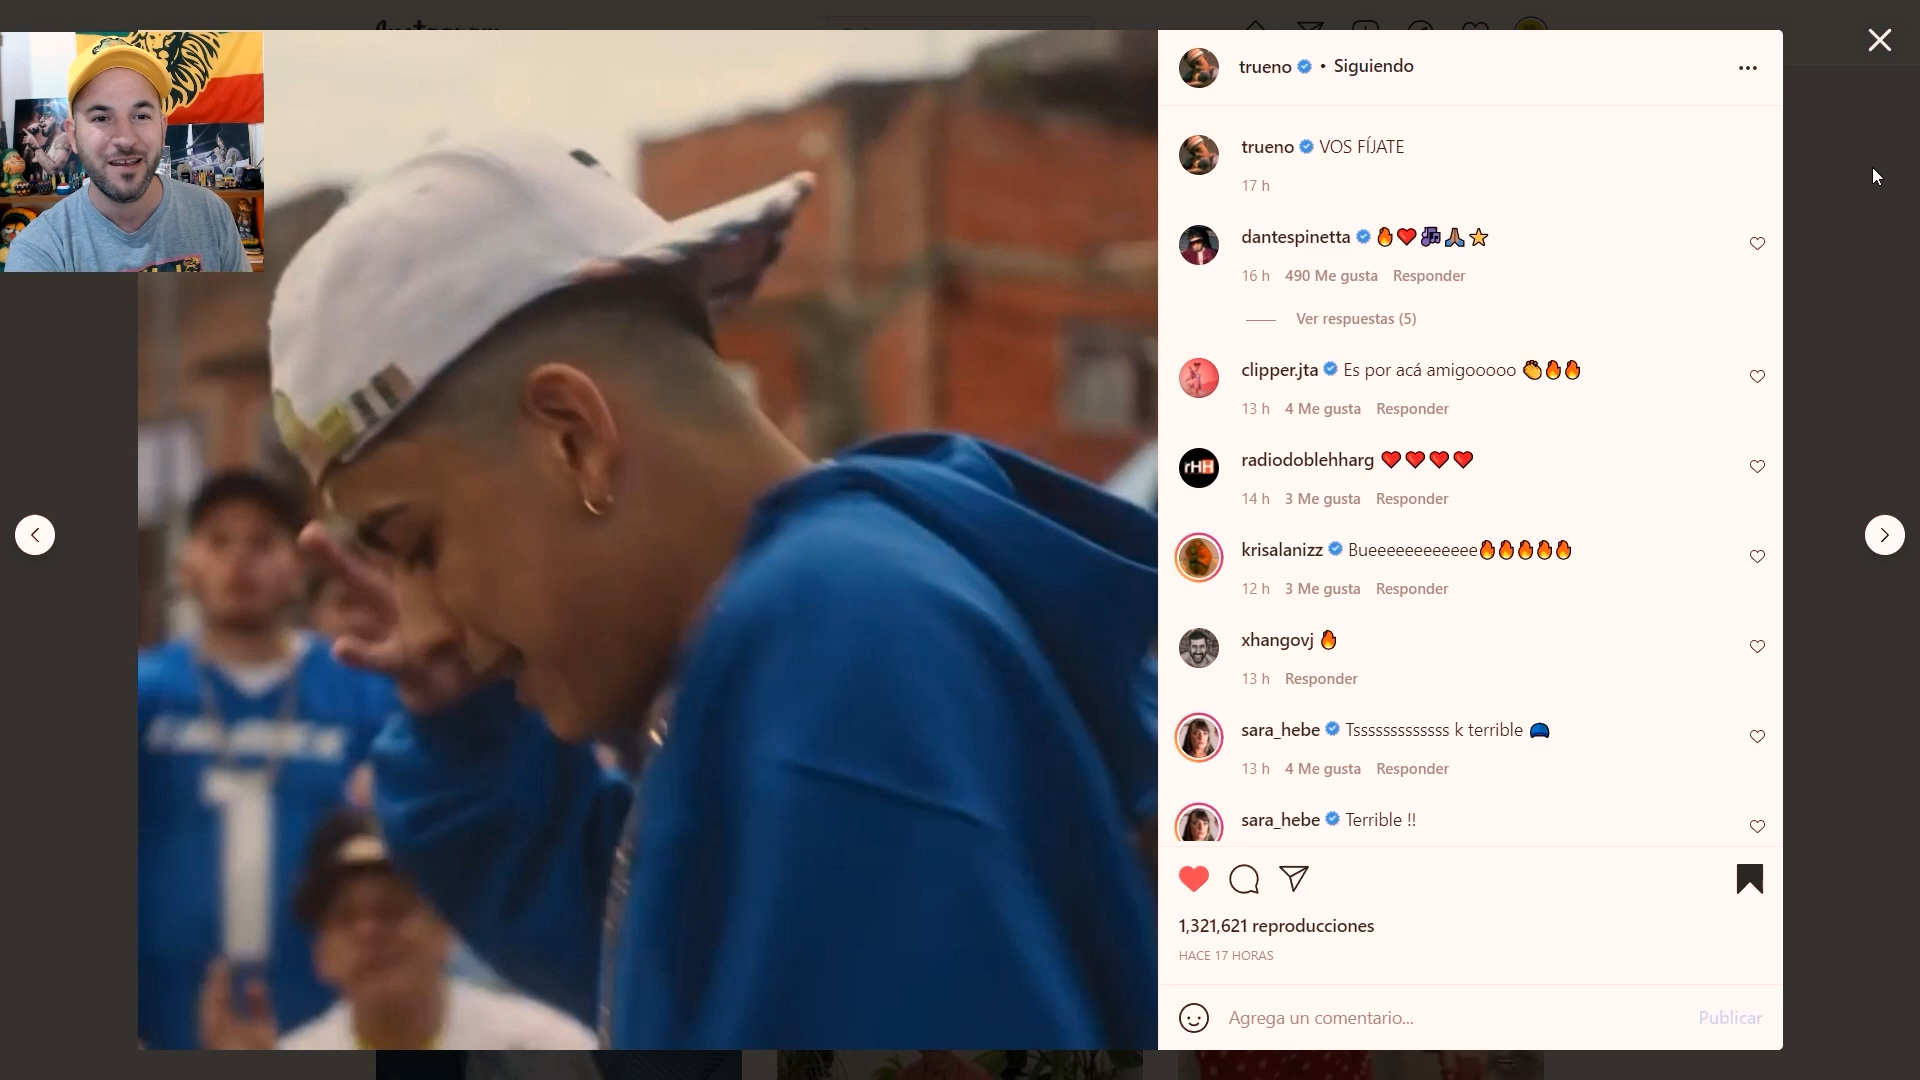 trueno • Siguiendo
trueno VOS FÍJATE
17 h
dantespinetta 🔥❤️🎶🙏🏽⭐
16 h 490 Me gusta Responder
Ver respuestas (5)
clipper.jta Es por acá amigooooo 👏🔥🔥
13 h 4 Me gusta Responder
rHH
radiodoblehharg ❤️❤️❤️❤️
14 h 3 Me gusta Responder
krisalanizz Bueeeeeeeeeeee🔥🔥🔥🔥🔥
12 h 3 Me gusta Responder
xhangovj 🔥
13 h Responder
sara_hebe Tsssssssssssss k terrible 🧢
13 h 4 Me gusta Responder
sara_hebe Terrible !!
1,321,621 reproducciones
HACE 17 HORAS
Agrega un comentario...
Publicar
1